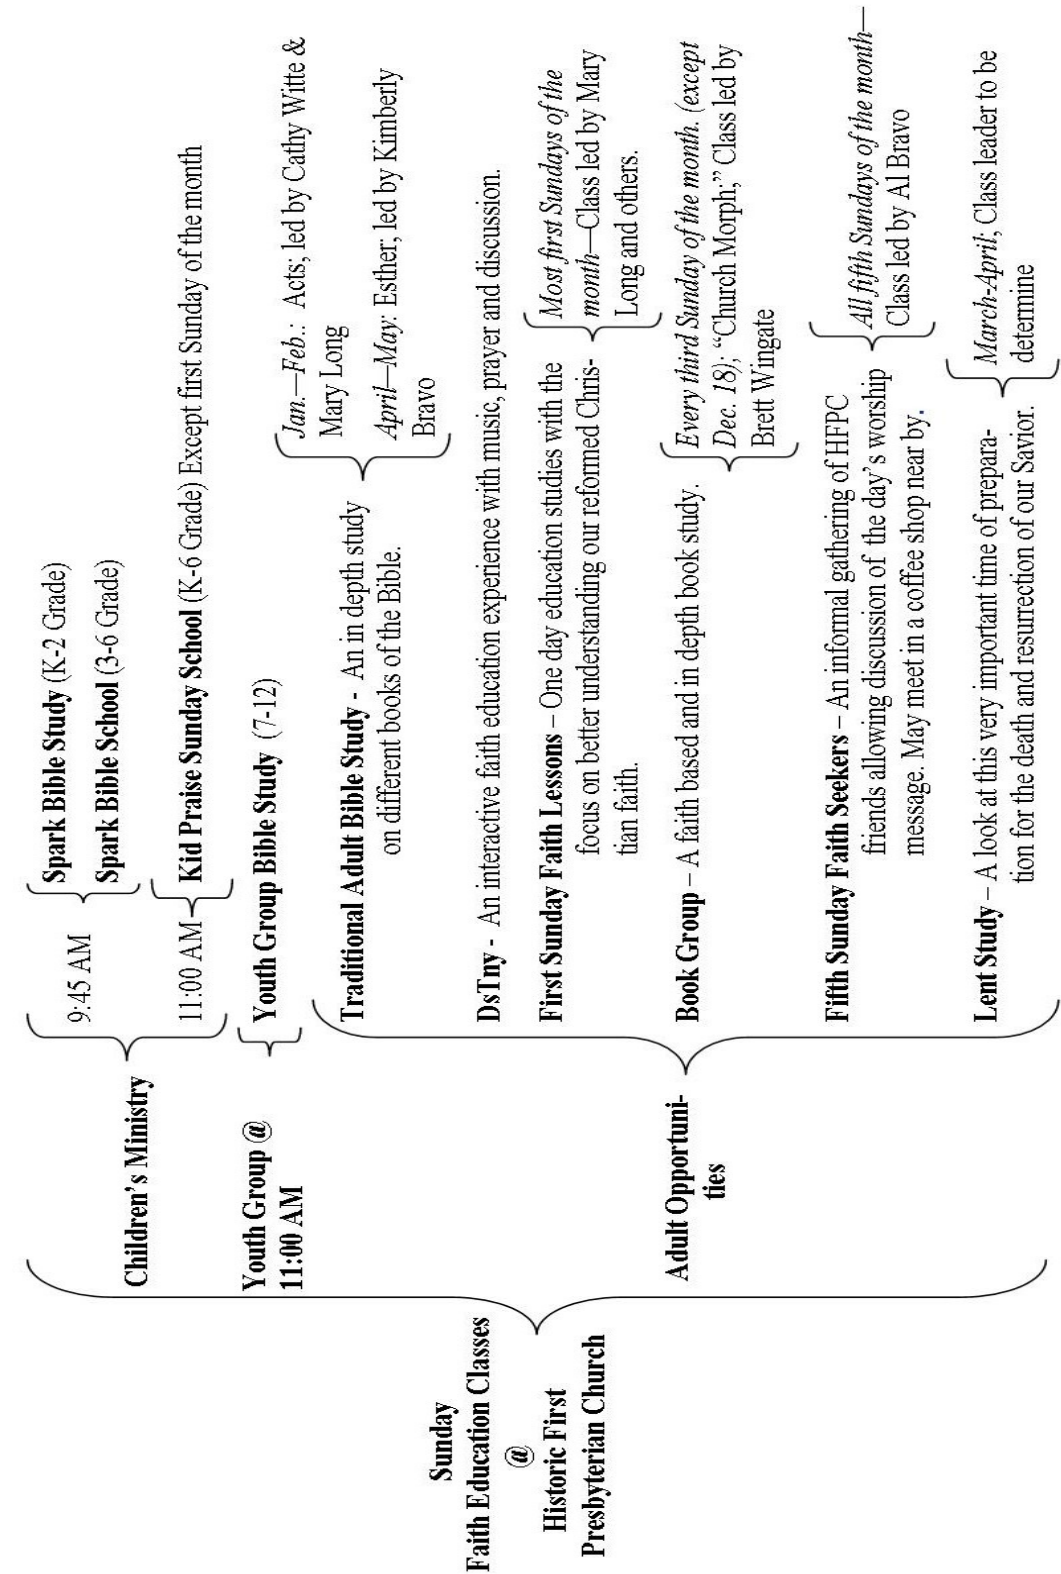 Sunday
Faith Education Classes
@
Historic First
Presbyterian Church
Children's Ministry
9:45 AM
Spark Bible Study (K-2 Grade)
Spark Bible School (3-6 Grade)
11:00 AM
Kid Praise Sunday School (K-6 Grade) Except first Sunday of the month
Youth Group @
11:00 AM
Youth Group Bible Study (7-12)
Adult Opportuni-
ties
Traditional Adult Bible Study - An in depth study
on different books of the Bible.
Jan.—Feb.: Acts; led by Cathy Witte &
Mary Long
April—May: Esther; led by Kimberly
Bravo
DsTny - An interactive faith education experience with music, prayer and discussion.
First Sunday Faith Lessons – One day education studies with the
focus on better understanding our reformed Chris-
tian faith.
Most first Sundays of the
month—Class led by Mary
Long and others.
Book Group – A faith based and in depth book study.
Every third Sunday of the month. (except
Dec. 18); “Church Morph;” Class led by
Brett Wingate
Fifth Sunday Faith Seekers – An informal gathering of HFPC
friends allowing discussion of the day's worship
message. May meet in a coffee shop near by.
All fifth Sundays of the month—
Class led by Al Bravo
Lent Study – A look at this very important time of prepara-
tion for the death and resurrection of our Savior.
March-April; Class leader to be
determine